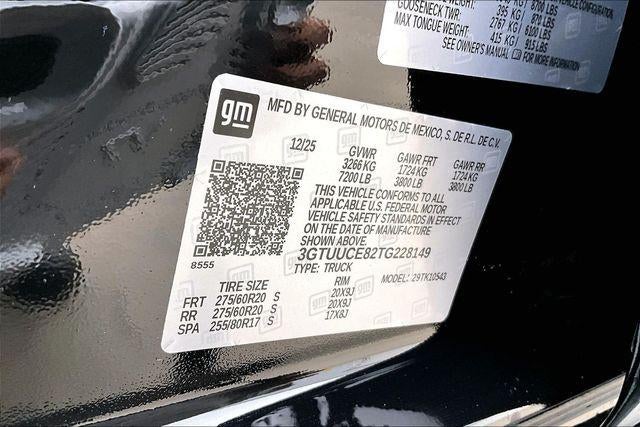 GOOSENECK TWR: 395 KG/ 870 LBS
2767 KG/ 6100 LBS
MAX TONGUE WEIGHT: 415 KG/ 915 LBS
SEE OWNER'S MANUAL
gm
MFD BY GENERAL MOTORS DE MEXICO, S. DE R.L. DE C.V.
12/25 GVWR GAWR FRT GAWR RR
3266 KG 1724 KG 1724 KG
7200 LB 3800 LB 3800 LB
THIS VEHICLE CONFORMS TO ALL
APPLICABLE U.S. FEDERAL MOTOR
VEHICLE SAFETY STANDARDS IN EFFECT
ON THE DATE OF MANUFACTURE
SHOWN ABOVE.
8555
3GTUUCE82TG228149
TYPE: TRUCK MODEL: 29TK10543
TIRE SIZE RIM
FRT 275/60R20 S 20X9J
RR 275/60R20 S 20X9J
SPA 255/80R17 S 17X8J